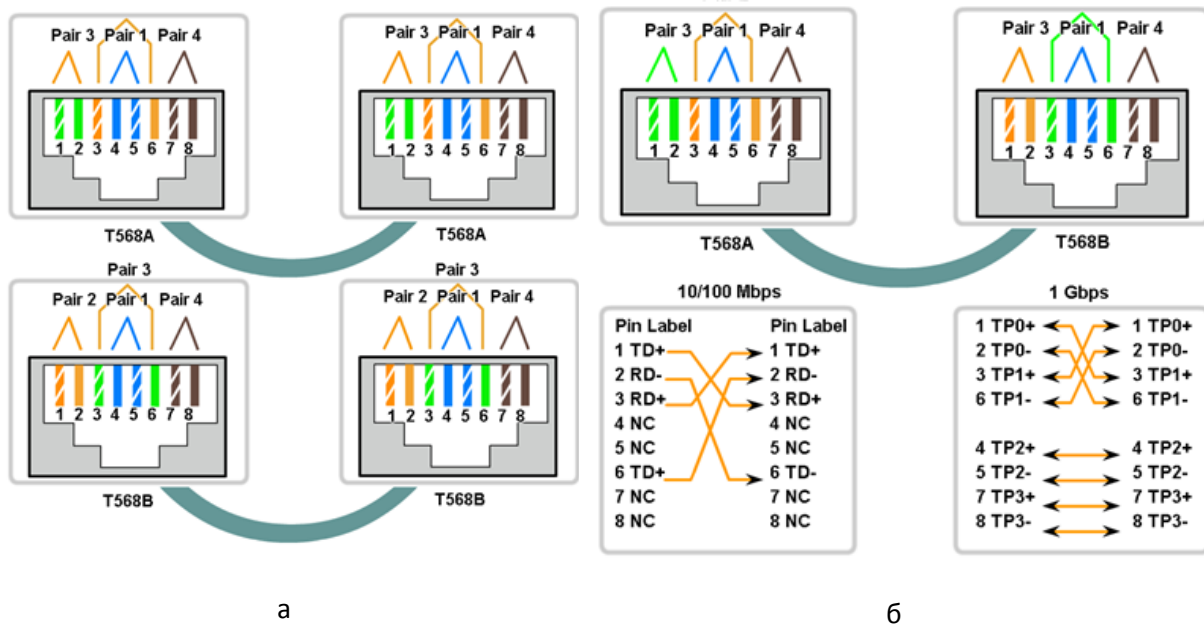 Pair 3 Pair 1 Pair 4
1 2 3 4 5 6 7 8
T568A
Pair 3 Pair 1 Pair 4
1 2 3 4 5 6 7 8
T568A
Pair 3
Pair 2 Pair 1 Pair 4
1 2 3 4 5 6 7 8
T568B
Pair 3
Pair 2 Pair 1 Pair 4
1 2 3 4 5 6 7 8
T568B
а
Pair 3 Pair 1 Pair 4
1 2 3 4 5 6 7 8
T568A
Pair 3 Pair 1 Pair 4
1 2 3 4 5 6 7 8
T568B
10/100 Mbps
Pin Label Pin Label
1 TD+ 1 TD+
2 RD- 2 RD-
3 RD+ 3 RD+
4 NC 4 NC
5 NC 5 NC
6 TD+ 6 TD-
7 NC 7 NC
8 NC 8 NC
1 Gbps
1 TP0+ 1 TP0+
2 TP0- 2 TP0-
3 TP1+ 3 TP1+
6 TP1- 6 TP1-
4 TP2+ 4 TP2+
5 TP2- 5 TP2-
7 TP3+ 7 TP3+
8 TP3- 8 TP3-
б